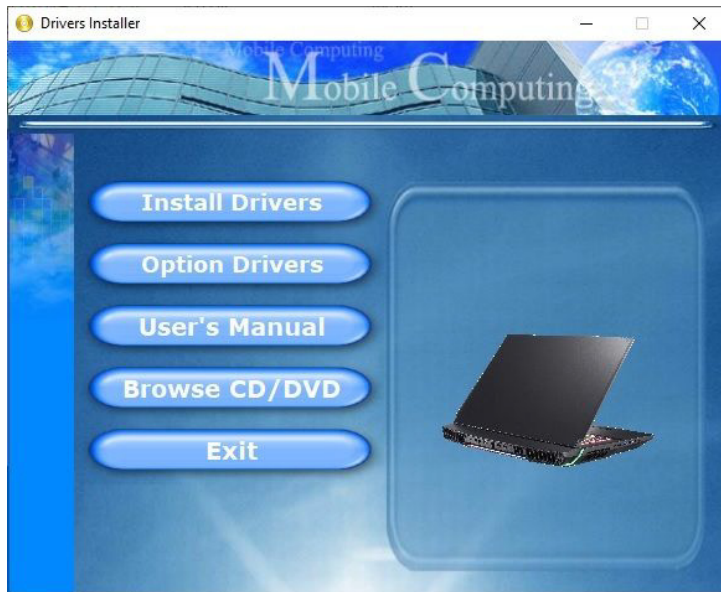 Drivers Installer
Mobile Computing
Mobile Computing
Install Drivers
Option Drivers
User's Manual
Browse CD/DVD
Exit